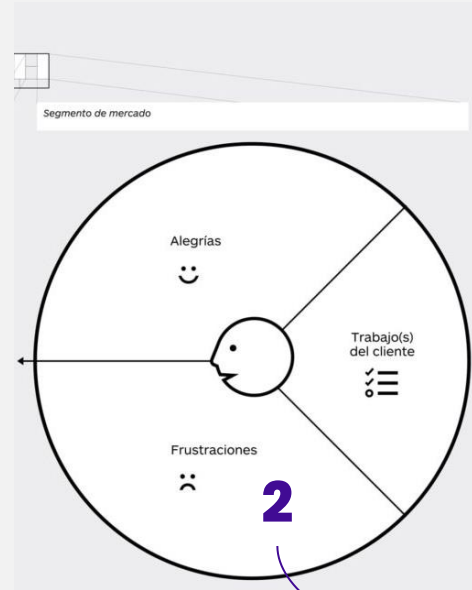 Segmento de mercado
Alegrías
Trabajo(s)
del cliente
Frustraciones
2